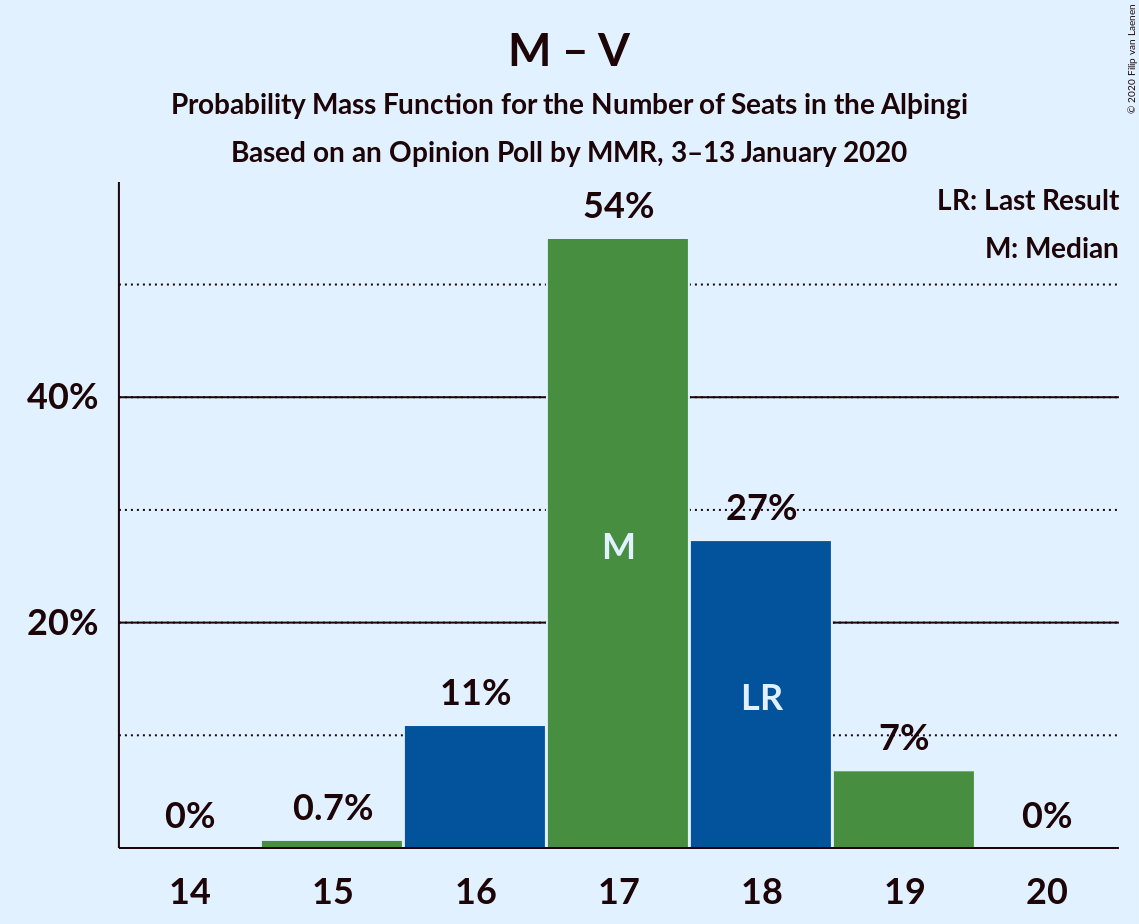 M – V
Probability Mass Function for the Number of Seats in the Alþingi
Based on an Opinion Poll by MMR, 3–13 January 2020
© 2020 Filip van Laenen
LR: Last Result
M: Median
54%
40%
27%
M
20%
11%
LR
7%
0%
0.7%
0%
14 15 16 17 18 19 20